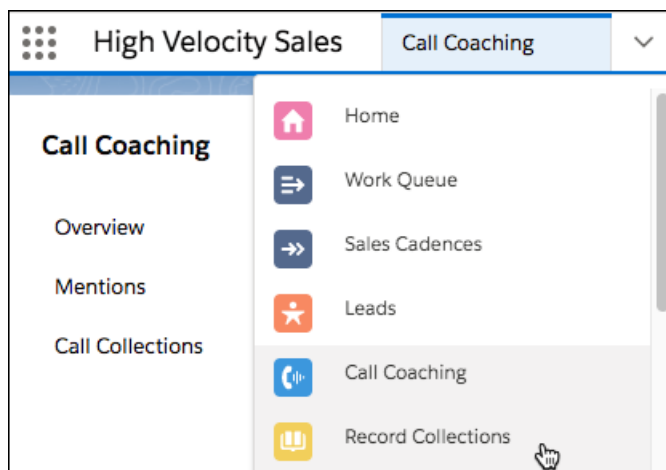 High Velocity Sales
Call Coaching
Call Coaching
Overview
Mentions
Call Collections
Home
Work Queue
Sales Cadences
Leads
Call Coaching
Record Collections